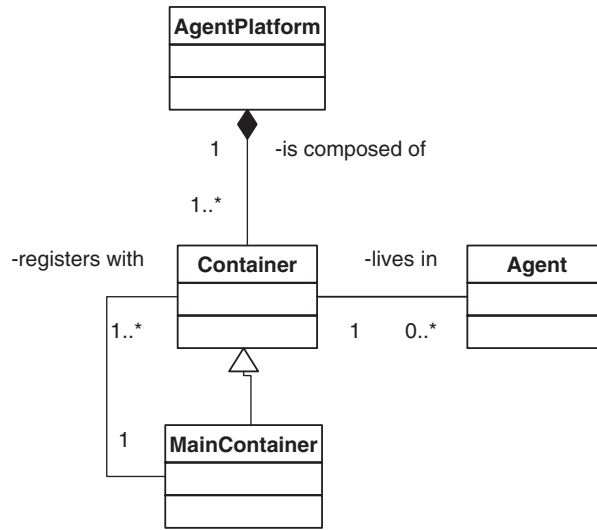 AgentPlatform
1
-is composed of
1..*
-registers with
Container
-lives in
Agent
1..*
1
0..*
1
MainContainer